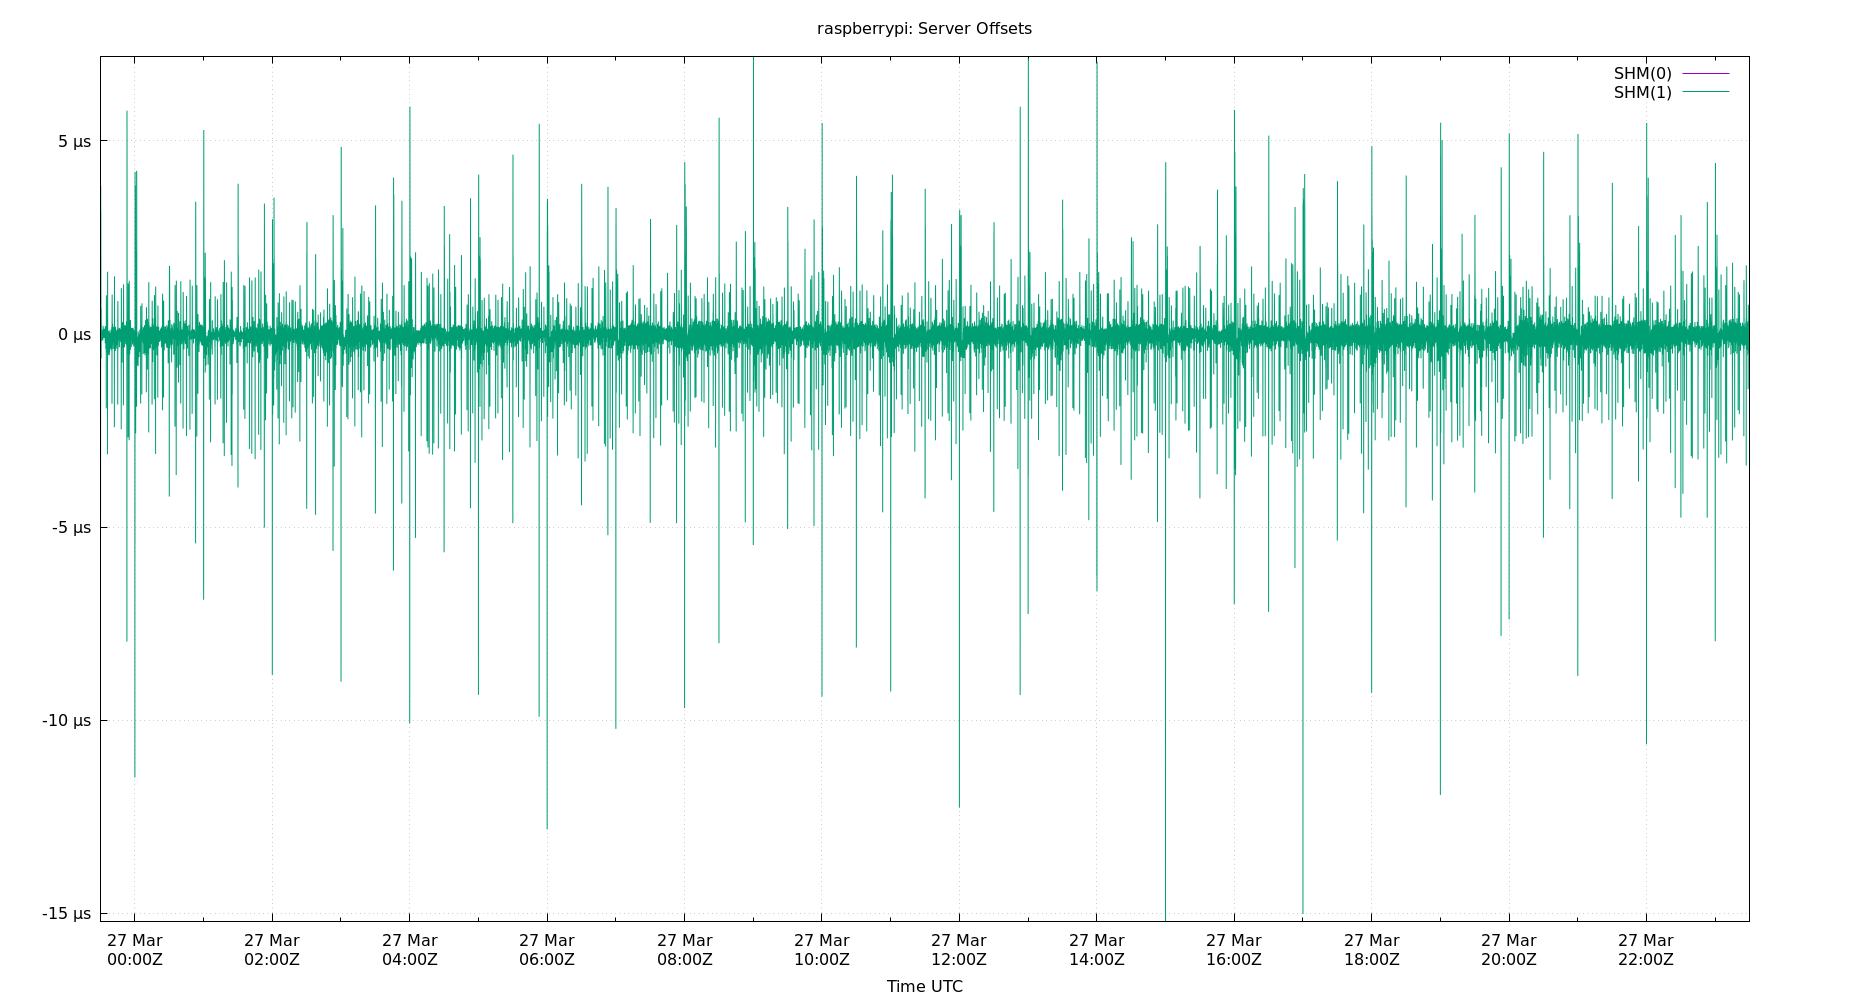 raspberrypi: Server Offsets
SHM(0)
SHM(1)
5 µs
0 µs
-5 µs
-10 µs
-15 µs
27 Mar 27 Mar 27 Mar 27 Mar 27 Mar 27 Mar 27 Mar 27 Mar 27 Mar 27 Mar 27 Mar 27 Mar
00:00Z 02:00Z 04:00Z 06:00Z 08:00Z 10:00Z 12:00Z 14:00Z 16:00Z 18:00Z 20:00Z 22:00Z
Time UTC